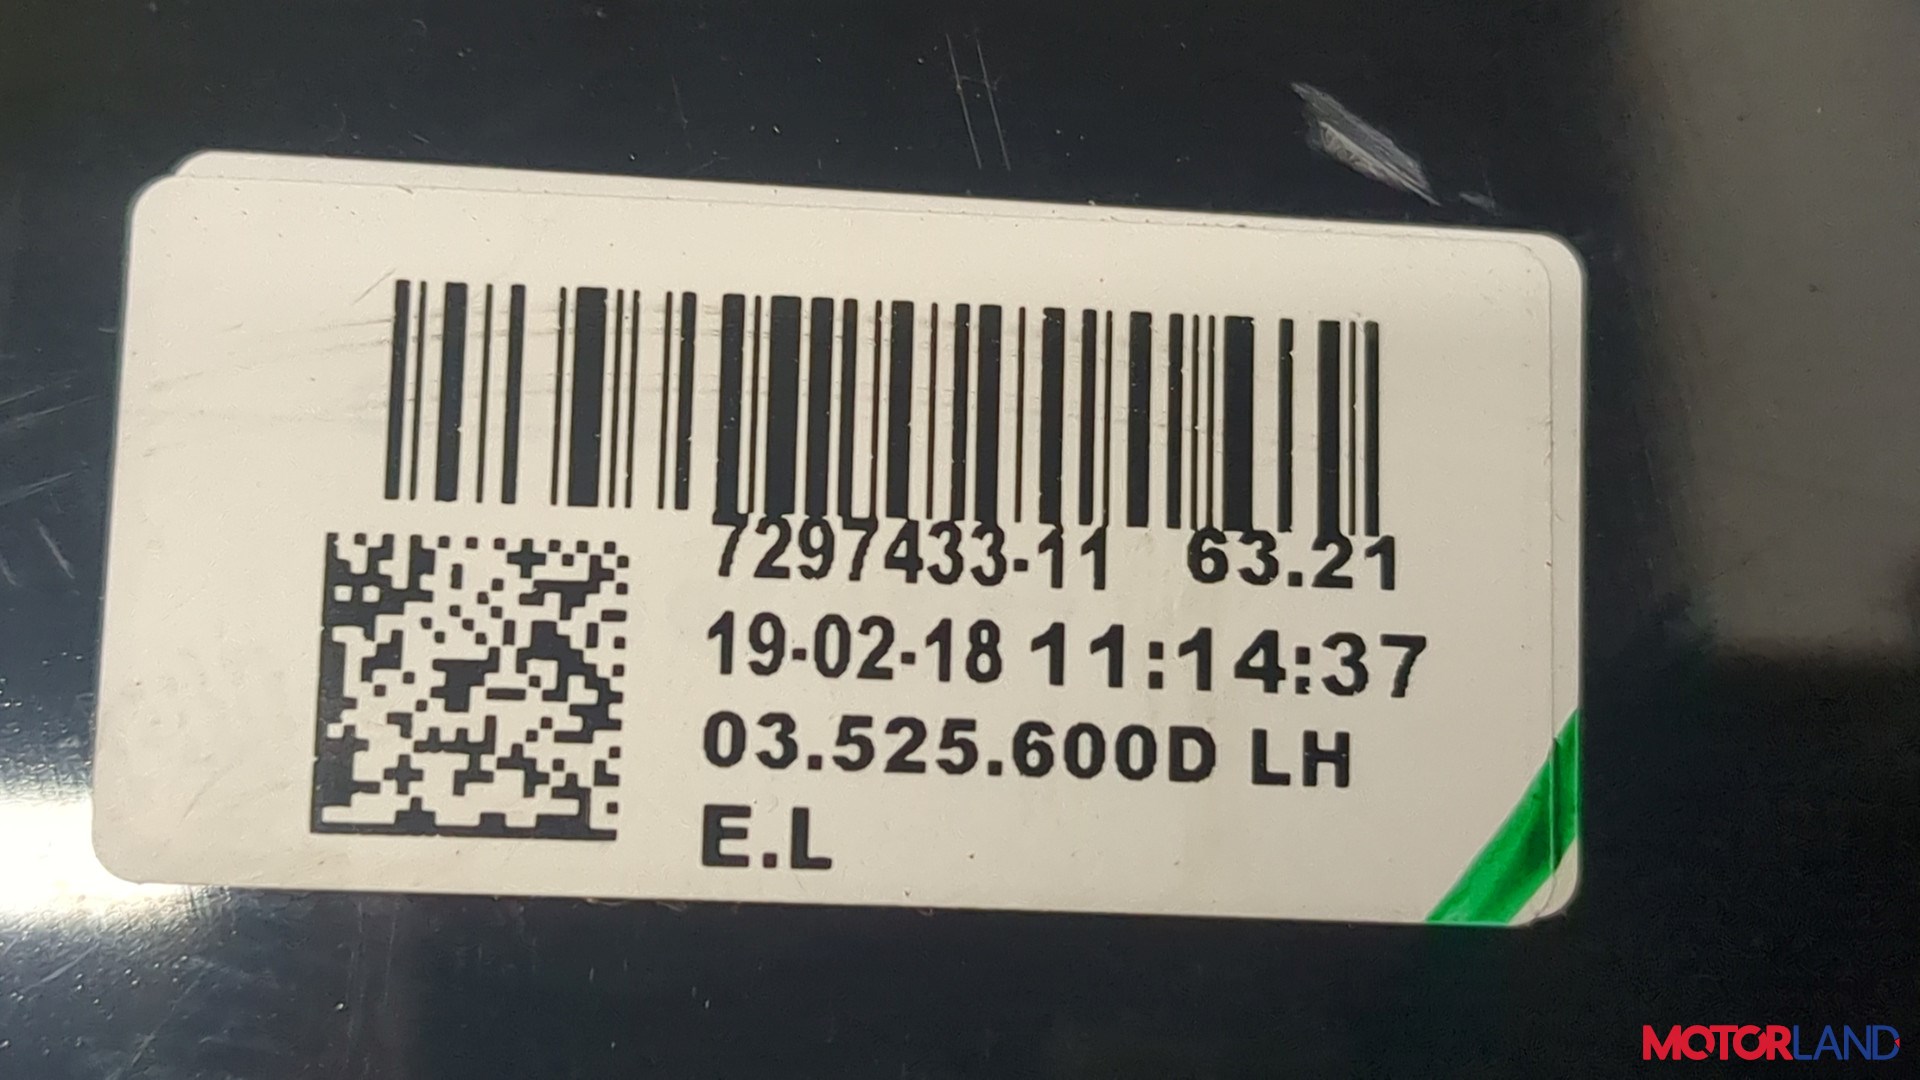 7297433-11 63.21
19-02-18 11:14:37
03.525.600D LH
E.L
MOTORLAND